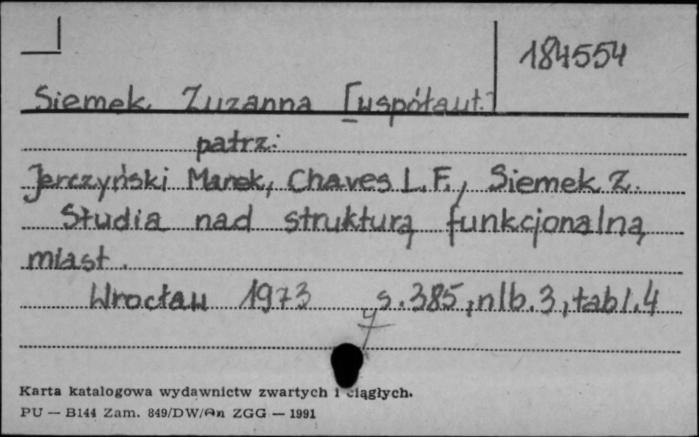 184554
Siemek Zuzanna [współaut.]
patrz:
Jerczyński Marek, Chaves L.F., Siemek Z.
Studia nad strukturą funkcjonalną
miast.
Wrocław 1973 s.385, nlb.3, tabl.4
Karta katalogowa wydawnictw zwartych i ciągłych.
PU — B144 Zam. 849/DW/An ZGG — 1991